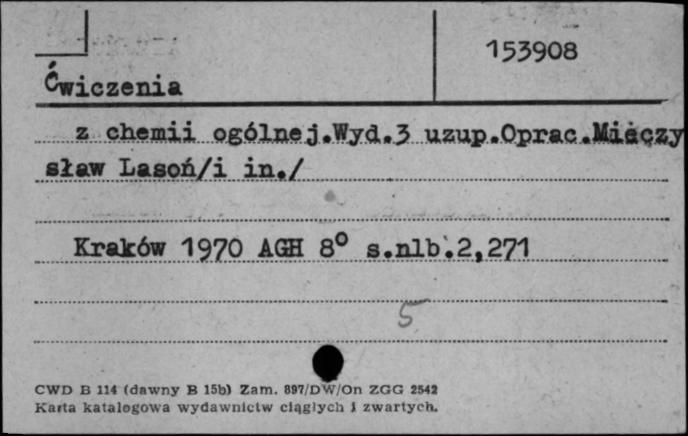 153908
Ćwiczenia
z chemii ogólnej.Wyd.3 uzup.Oprac.Mieczy
sław Lasoń/i in./
Kraków 1970 AGH 8° s.nlb.2,271
5
CWD B 114 (dawny B 15b) Zam. 897/DW/On ZGG 2542
Karta katalogowa wydawnictw ciągłych i zwartych.